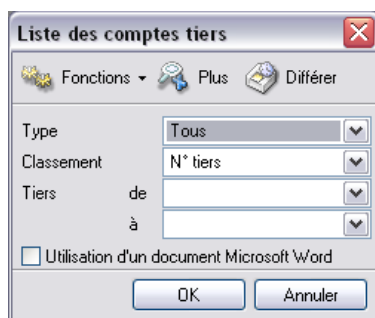 Liste des comptes tiers
Fonctions Plus Différer
Type Tous
Classement N° tiers
Tiers de
à
Utilisation d'un document Microsoft Word
OK Annuler